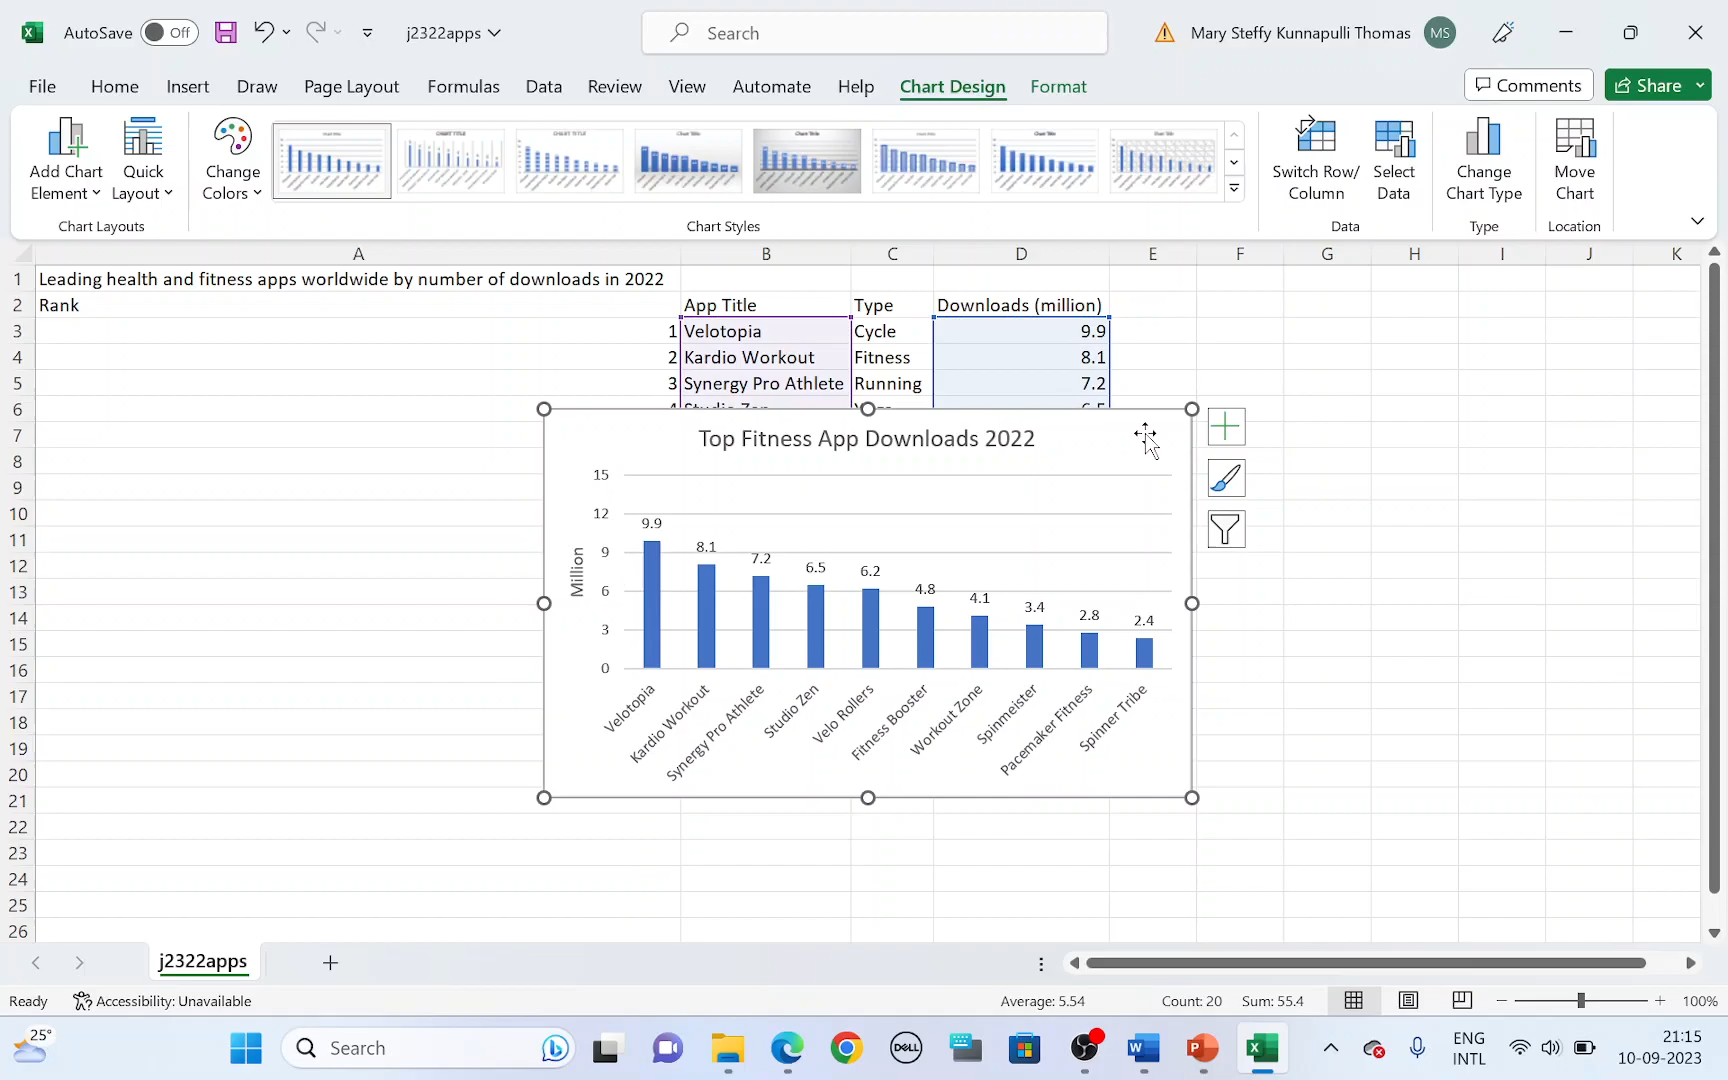 AutoSave Off j2322apps Search Mary Steffy Kunnapulli Thomas MS
File Home Insert Draw Page Layout Formulas Data Review View Automate Help Chart Design Format Comments Share
Add Chart Element
Quick Layout
Change Colors
Switch Row/ Column
Select Data
Change Chart Type
Move Chart
Chart Layouts Chart Styles Data Type Location
A B C D E F G H I J K
1 Leading health and fitness apps worldwide by number of downloads in 2022
2 Rank App Title Type Downloads (million)
3 1 Velotopia Cycle 9.9
4 2 Kardio Workout Fitness 8.1
5 3 Synergy Pro Athlete Running 7.2
6
7
8
9
10
11
12
13
14
15
16
17
18
19
20
21
22
23
24
25
26
Top Fitness App Downloads 2022
Million
15
12
9
6
3
0
9.9 8.1 7.2 6.5 6.2 4.8 4.1 3.4 2.8 2.4
Velotopia
Kardio Workout
Synergy Pro Athlete
Studio Zen
Velo Rollers
Fitness Booster
Workout Zone
Spinmeister
Pacemaker Fitness
Spinner Tribe
j2322apps
Ready Accessibility: Unavailable Average: 5.54 Count: 20 Sum: 55.4 100%
25° Search DELL ENG INTL 21:15 10-09-2023